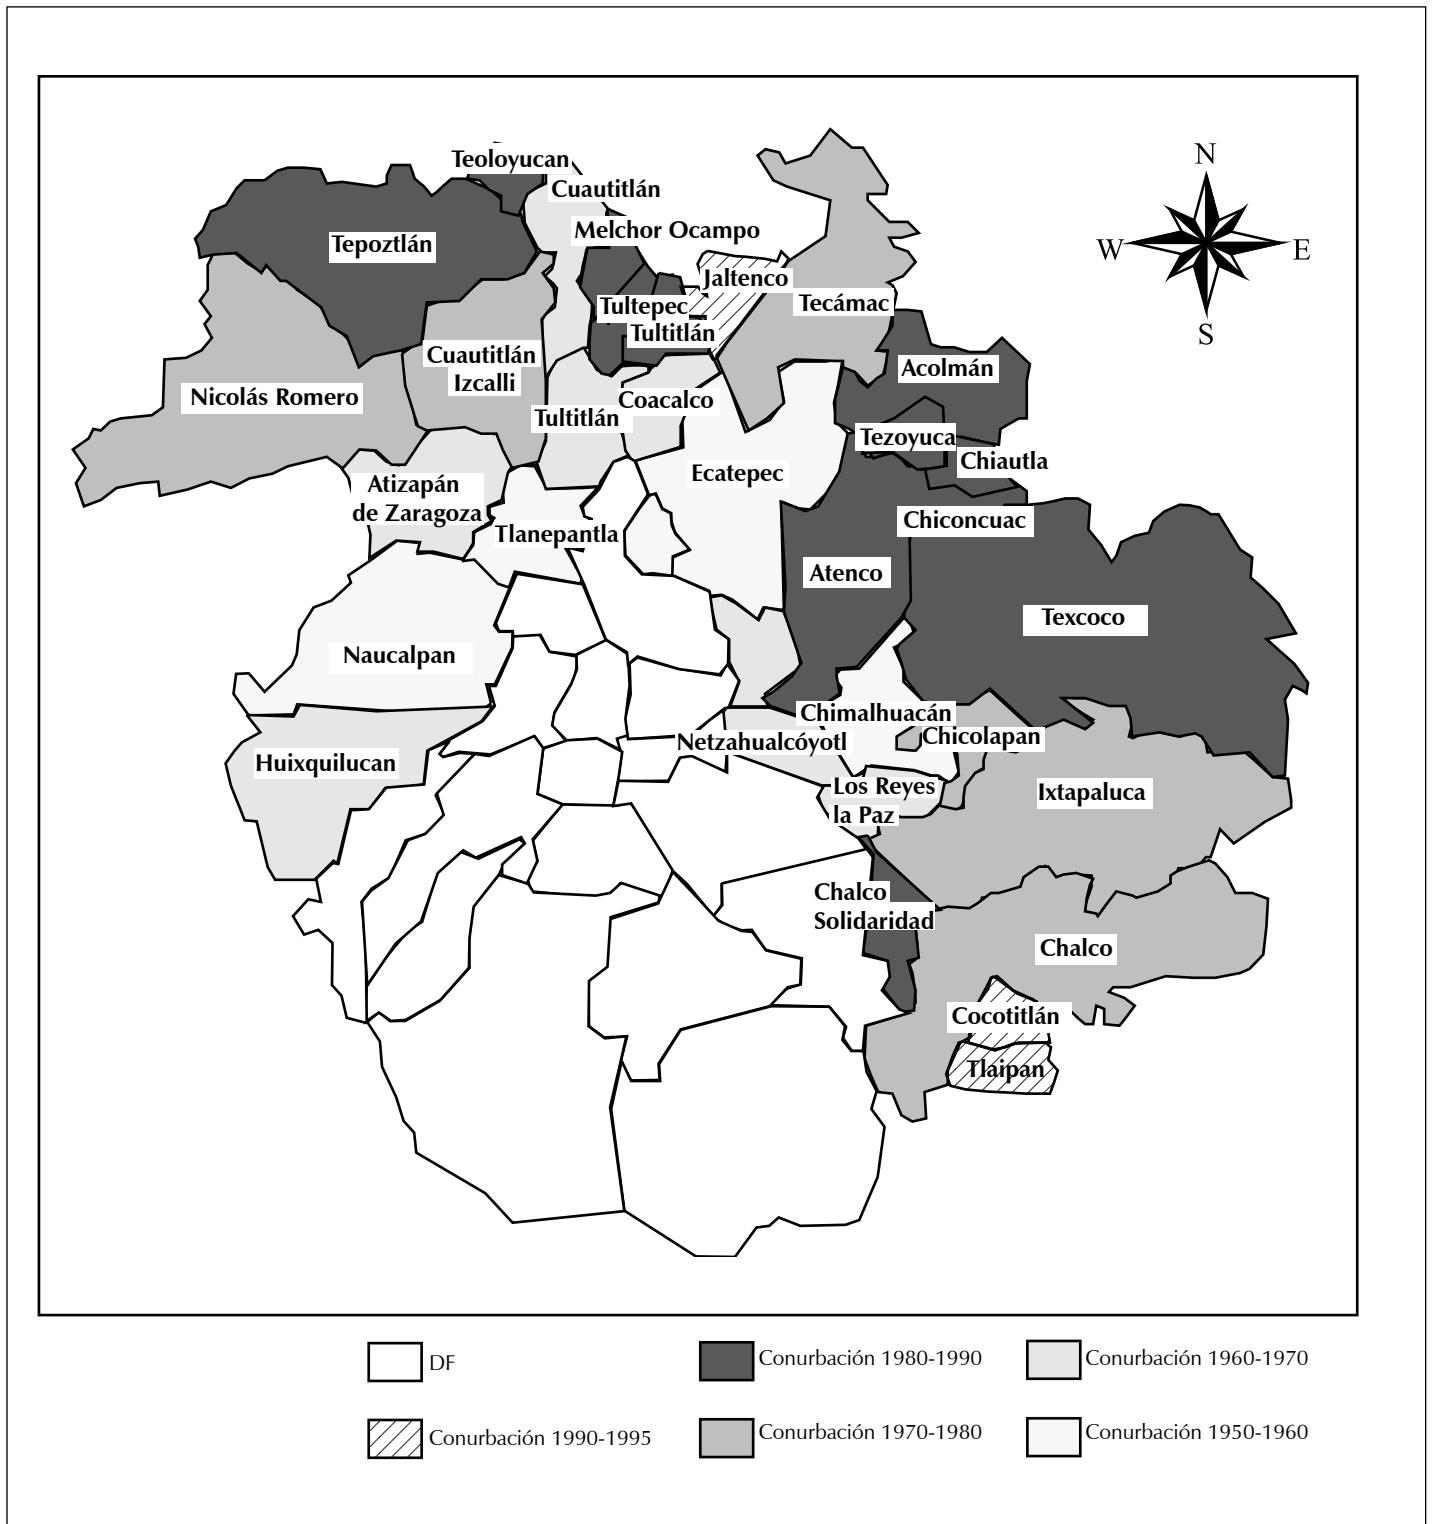 N
Teoloyucan
Cuautitlán
Melchor Ocampo
Tepoztlán
W
E
Jaltenco
Tultepec
Tecámac
Tultitlán
S
Cuautitlán
Izcalli
Acolmán
Nicolás Romero
Coacalco
Tultitlán
Tezoyuca
Chiautla
Ecatepec
Atizapán
de Zaragoza
Chiconcuac
Tlanepantla
Atenco
Texcoco
Naucalpan
Chimalhuacán
Chicolapan
Netzahualcóyotl
Huixquilucan
Los Reyes
la Paz
Ixtapaluca
Chalco
Solidaridad
Chalco
Cocotitlán
Tlaipan
DF
Conurbación 1980-1990
Conurbación 1960-1970
Conurbación 1990-1995
Conurbación 1970-1980
Conurbación 1950-1960